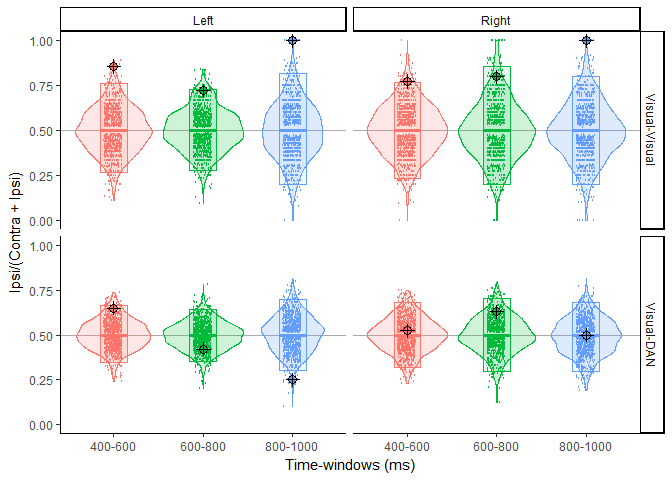 Left
Right
Ipsi/(Contra + Ipsi)
1.00
0.75
0.50
0.25
0.00
Visual-Visual
1.00
0.75
0.50
0.25
0.00
Visual-DAN
400-600
600-800
800-1000
400-600
600-800
800-1000
Time-windows (ms)